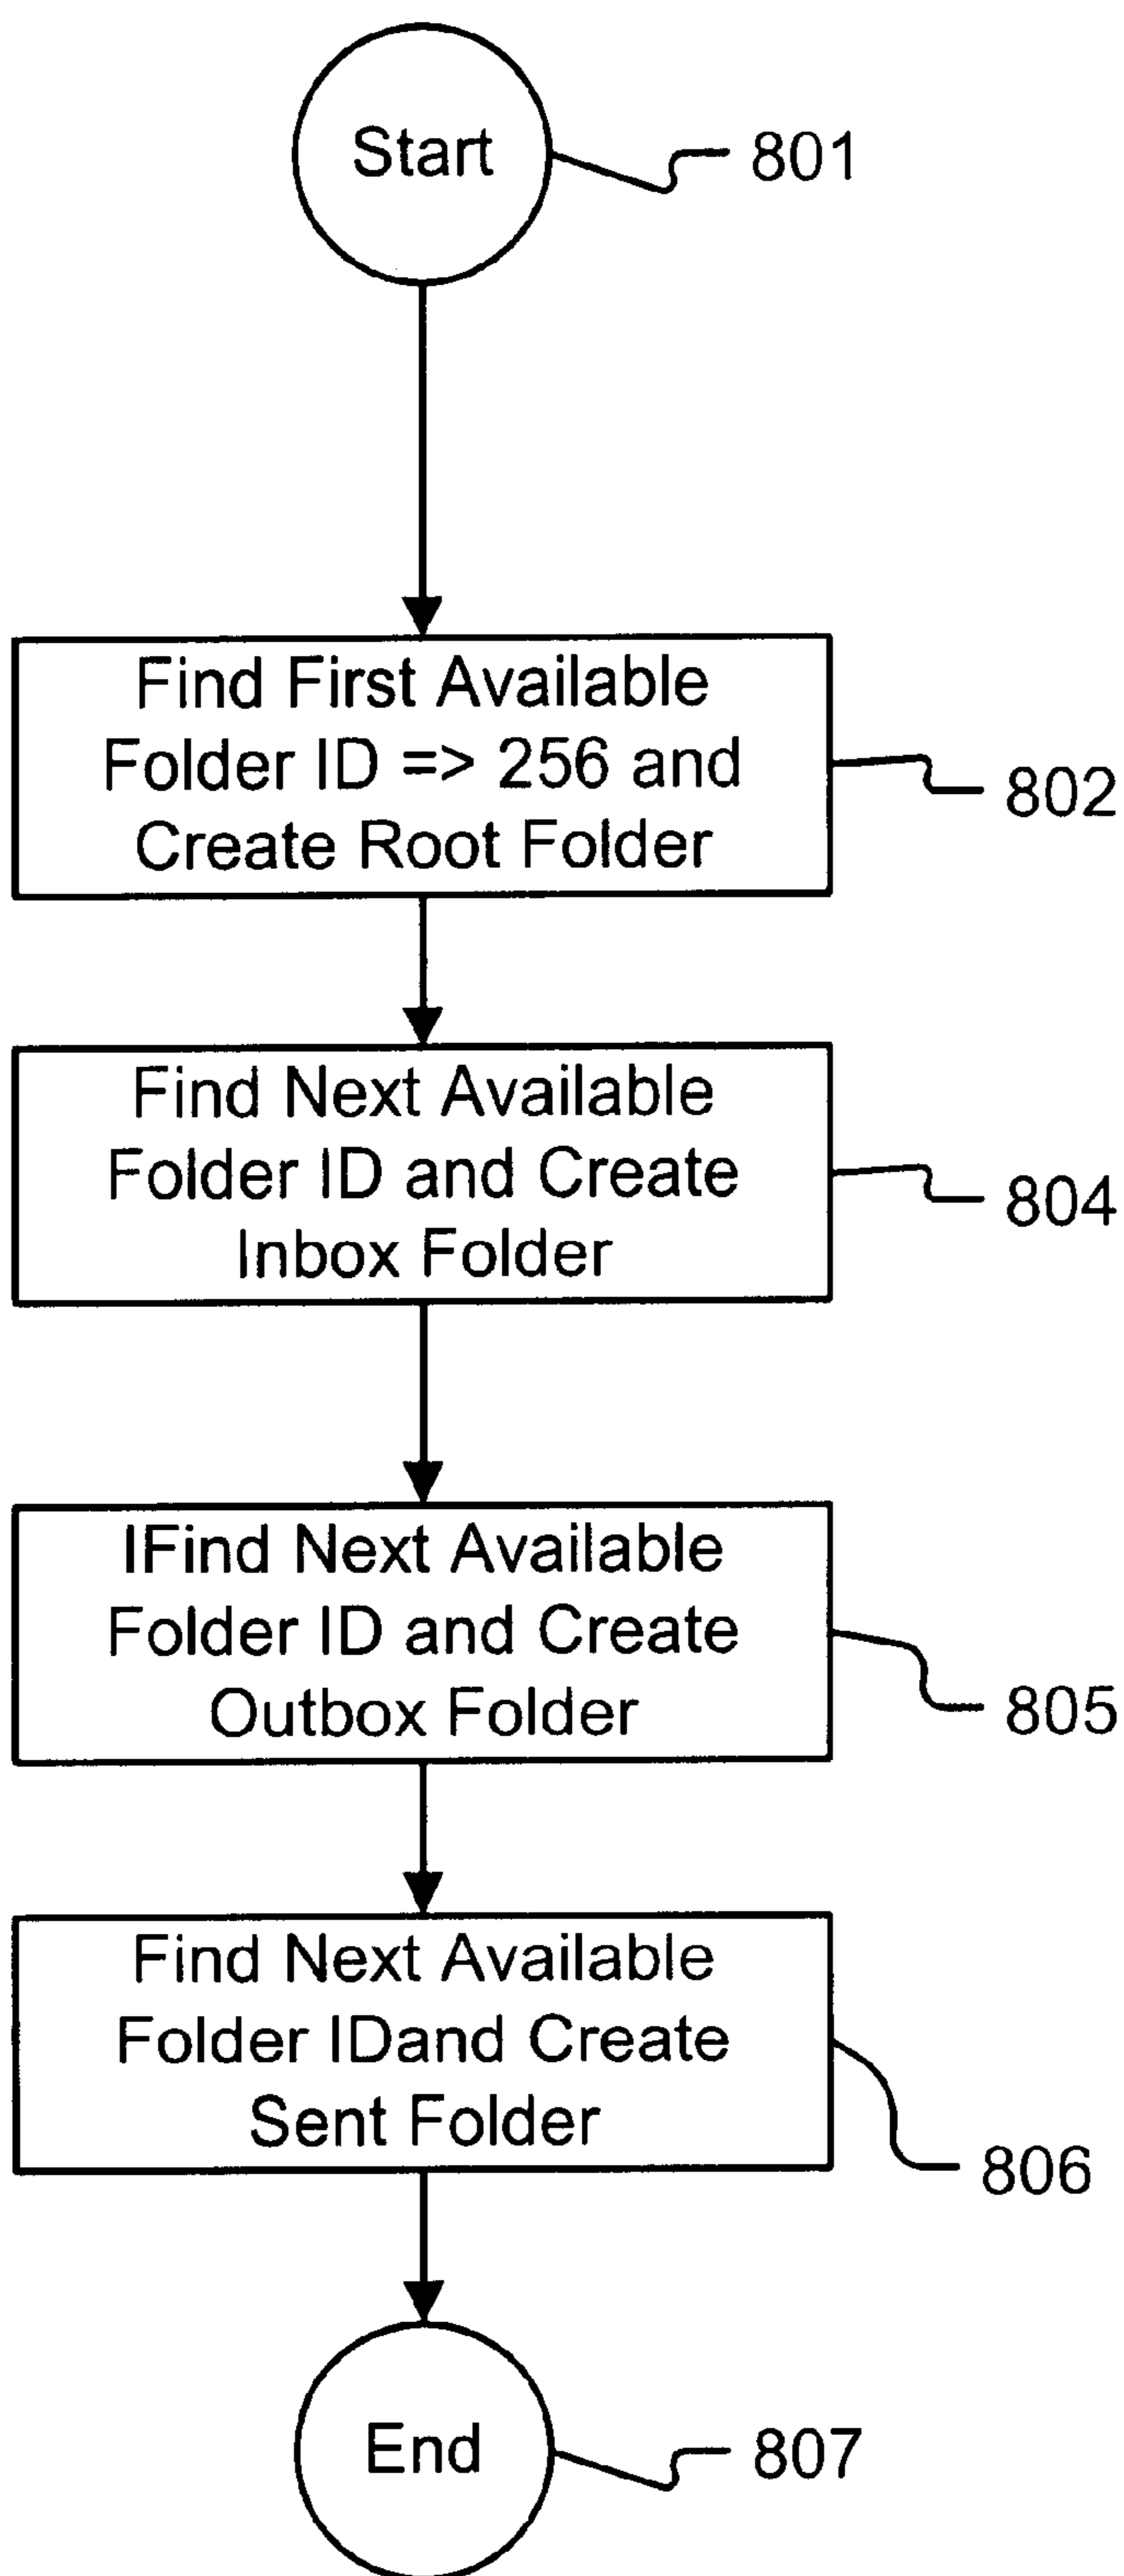 Start
801
Find First Available
Folder ID => 256 and
Create Root Folder
802
Find Next Available
Folder ID and Create
Inbox Folder
804
IFind Next Available
Folder ID and Create
Outbox Folder
805
Find Next Available
Folder IDand Create
Sent Folder
806
End
807